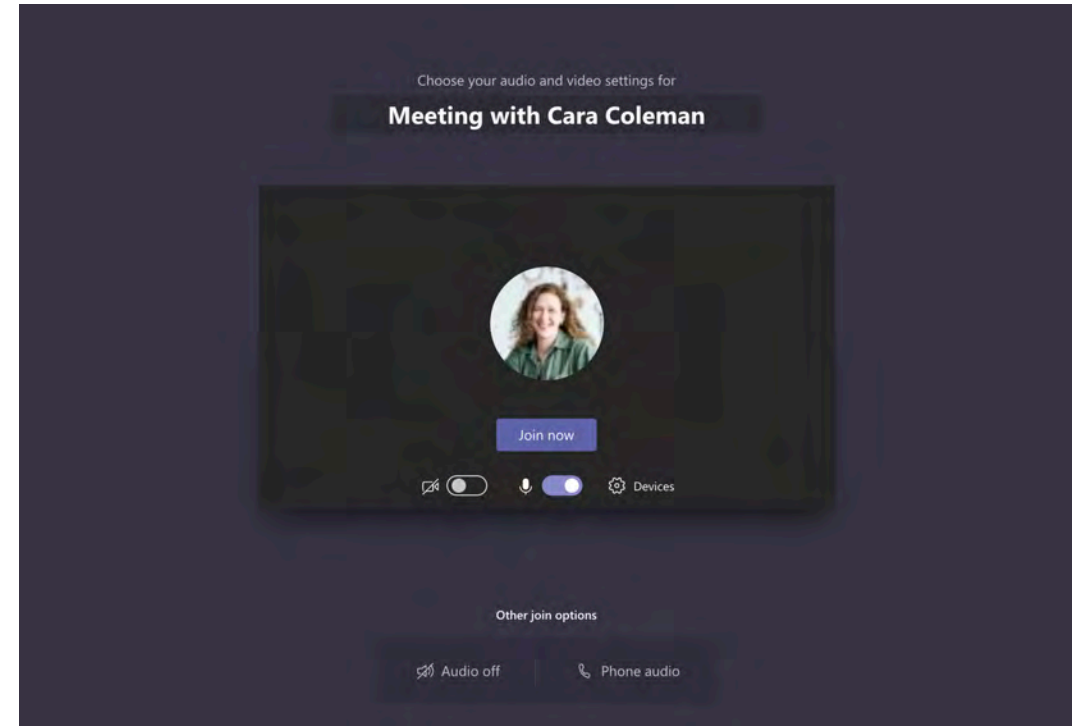 Choose your audio and video settings for
Meeting with Cara Coleman
Join now
Devices
Other join options
Audio off
Phone audio